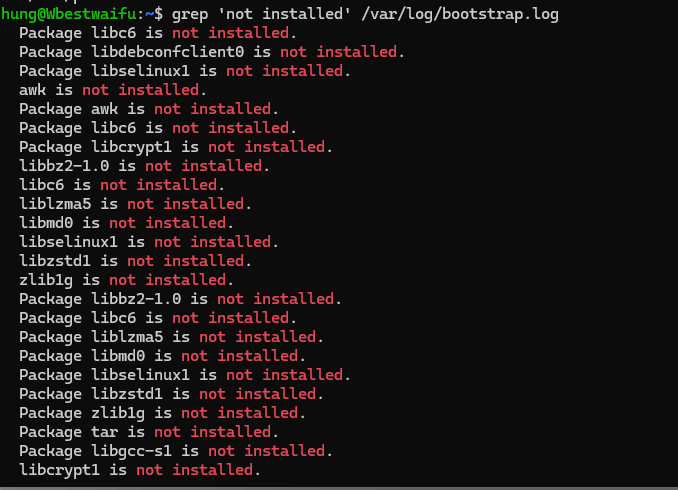 hung@Wbestwaifu:~$ grep 'not installed' /var/log/bootstrap.log
Package libc6 is not installed.
Package libdebconfclient0 is not installed.
Package libselinux1 is not installed.
awk is not installed.
Package awk is not installed.
Package libc6 is not installed.
Package libcrypt1 is not installed.
libbz2-1.0 is not installed.
libc6 is not installed.
liblzma5 is not installed.
libmd0 is not installed.
libselinux1 is not installed.
libzstd1 is not installed.
zlib1g is not installed.
Package libbz2-1.0 is not installed.
Package libc6 is not installed.
Package liblzma5 is not installed.
Package libmd0 is not installed.
Package libselinux1 is not installed.
Package libzstd1 is not installed.
Package zlib1g is not installed.
Package tar is not installed.
Package libgcc-s1 is not installed.
libcrypt1 is not installed.